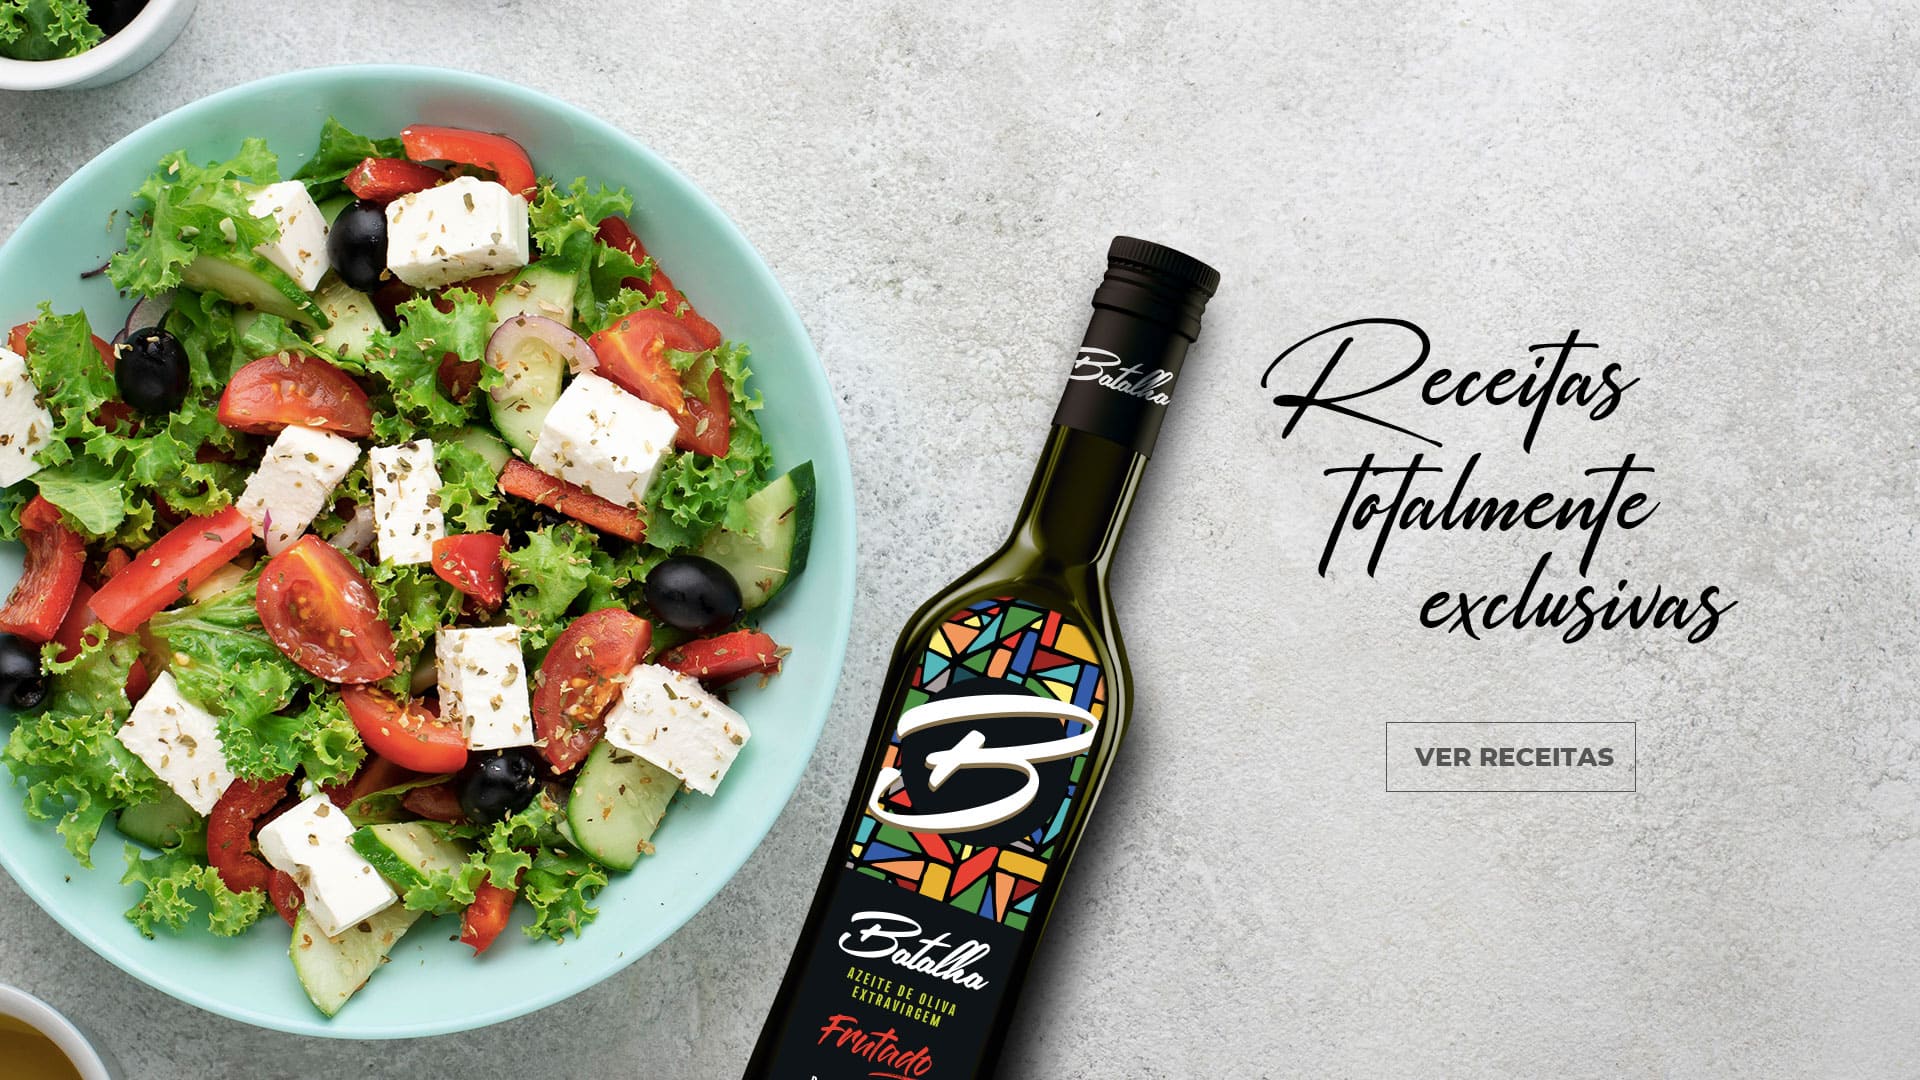 Batalha
Receitas
totalmente
exclusivas
VER RECEITAS
B
Batalha
AZEITE DE OLIVA
EXTRAVIRGEM
Frutado